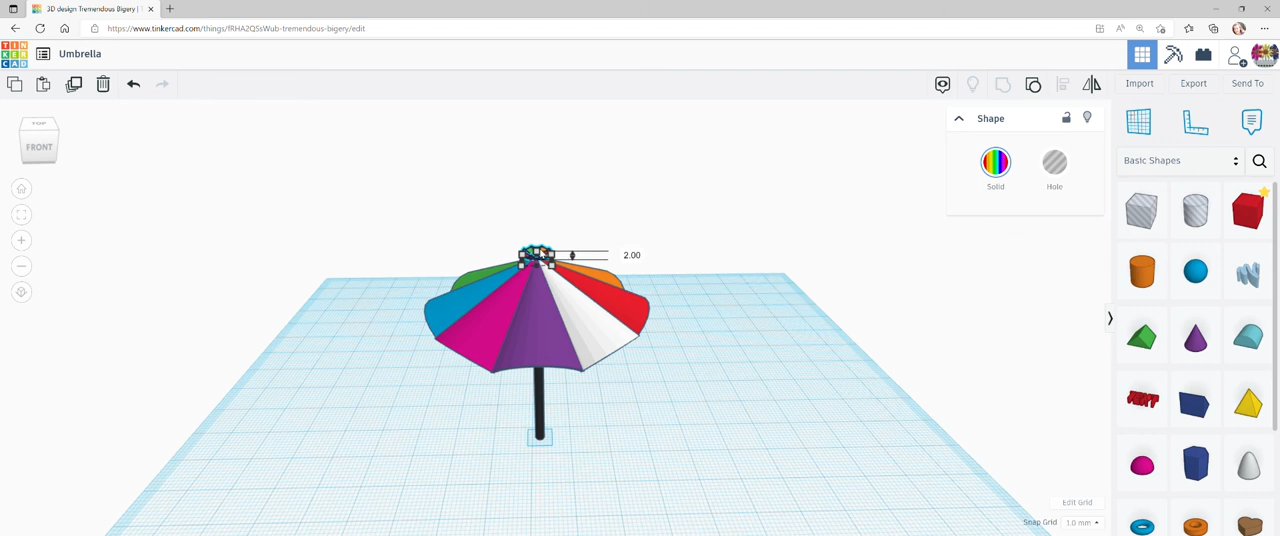 3D design Tremendous Bigery | T
https://www.tinkercad.com/things/fRHA2QSsWub-tremendous-bigery/edit
TIN
KER
CAD
Umbrella
Import
Export
Send To
TOP
FRONT
Shape
Solid
Hole
Basic Shapes
2.00
TEXT
Edit Grid
Snap Grid
1.0 mm